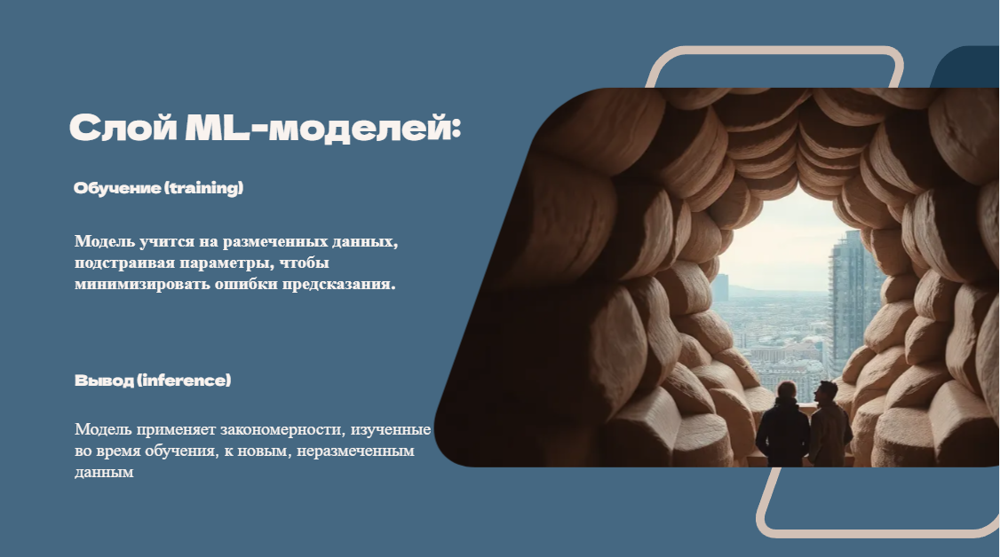 Слой ML-моделей:
Обучение (training)
Модель учится на размеченных данных,
подстраивая параметры, чтобы
минимизировать ошибки предсказания.
Вывод (inference)
Модель применяет закономерности, изученные
во время обучения, к новым, неразмеченным
данным